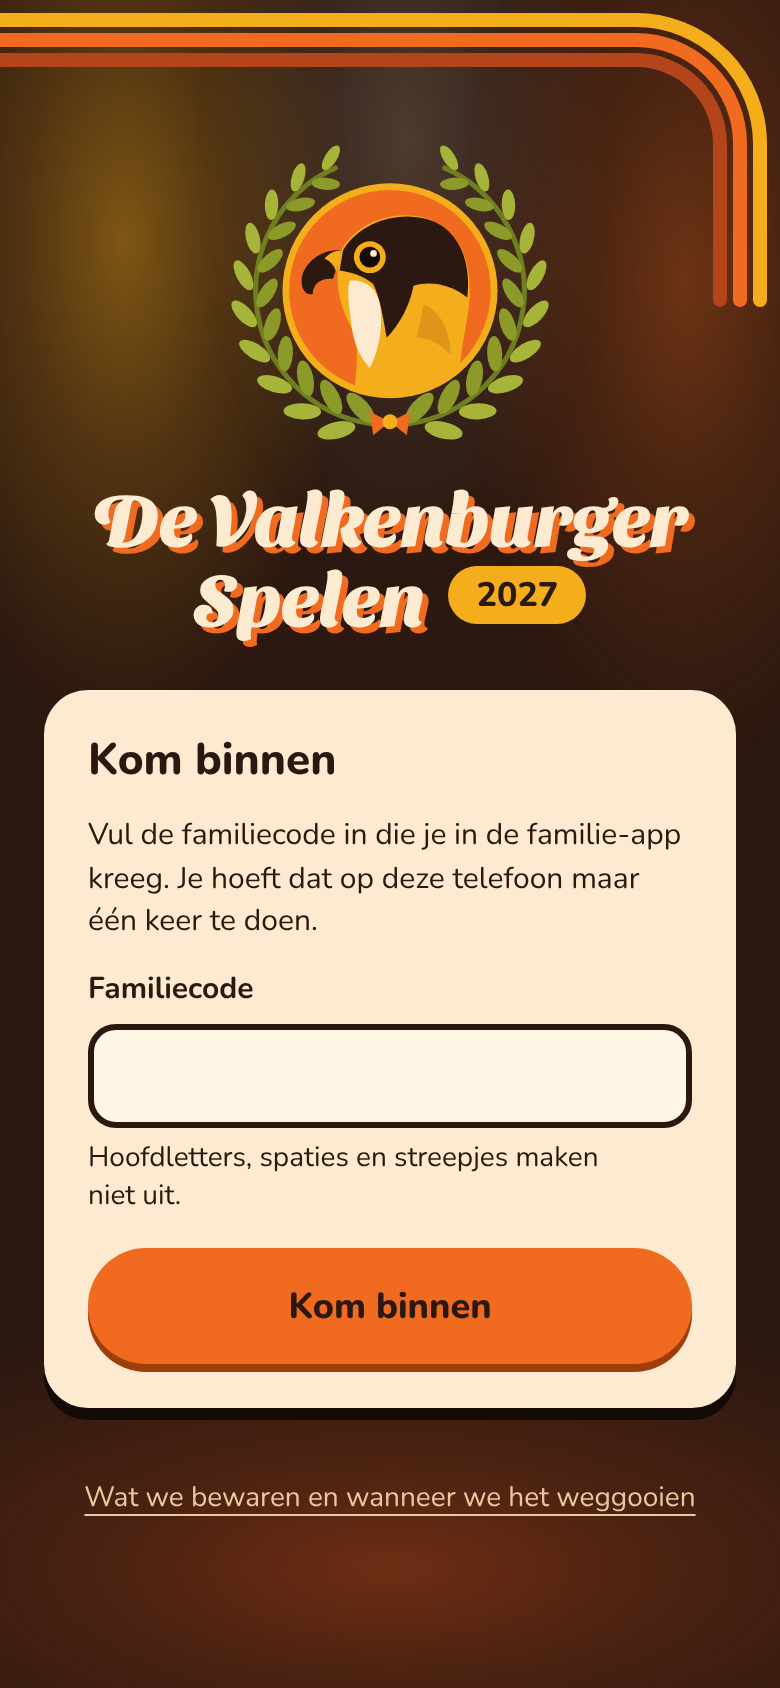 De Valkenburger
Spelen 2027
Kom binnen
Vul de familiecode in die je in de familie-app
kreeg. Je hoeft dat op deze telefoon maar
één keer te doen.
Familiecode
Hoofdletters, spaties en streepjes maken
niet uit.
Kom binnen
Wat we bewaren en wanneer we het weggooien